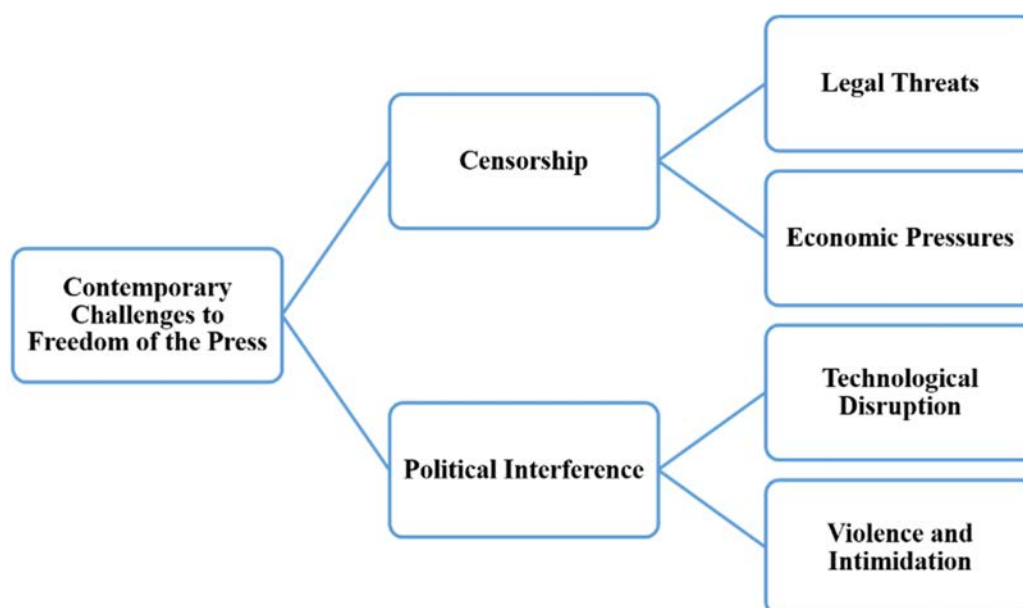 Contemporary
Challenges to
Freedom of the Press
Censorship
Political Interference
Legal Threats
Economic Pressures
Technological
Disruption
Violence and
Intimidation